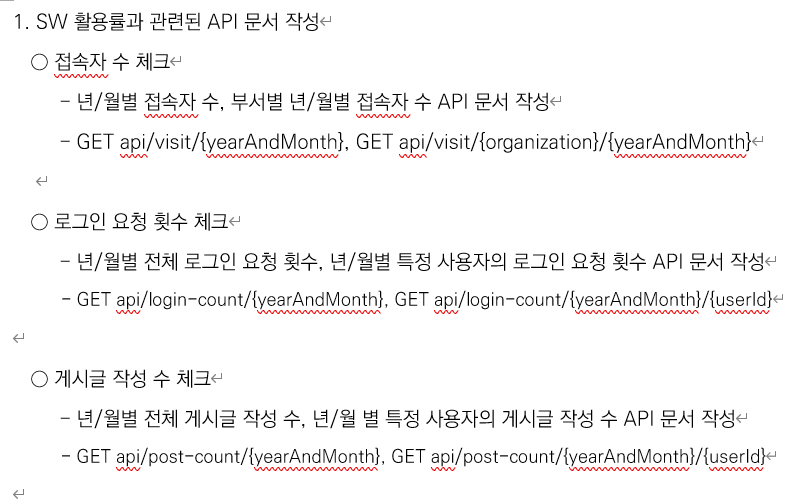 1. SW 활용률과 관련된 API 문서 작성
○ 접속자 수 체크
- 년/월별 접속자 수, 부서별 년/월별 접속자 수 API 문서 작성
- GET api/visit/{yearAndMonth}, GET api/visit/{organization}/{yearAndMonth}
○ 로그인 요청 횟수 체크
- 년/월별 전체 로그인 요청 횟수, 년/월별 특정 사용자의 로그인 요청 횟수 API 문서 작성
- GET api/login-count/{yearAndMonth}, GET api/login-count/{yearAndMonth}/{userId}
○ 게시글 작성 수 체크
- 년/월별 전체 게시글 작성 수, 년/월 별 특정 사용자의 게시글 작성 수 API 문서 작성
- GET api/post-count/{yearAndMonth}, GET api/post-count/{yearAndMonth}/{userId}